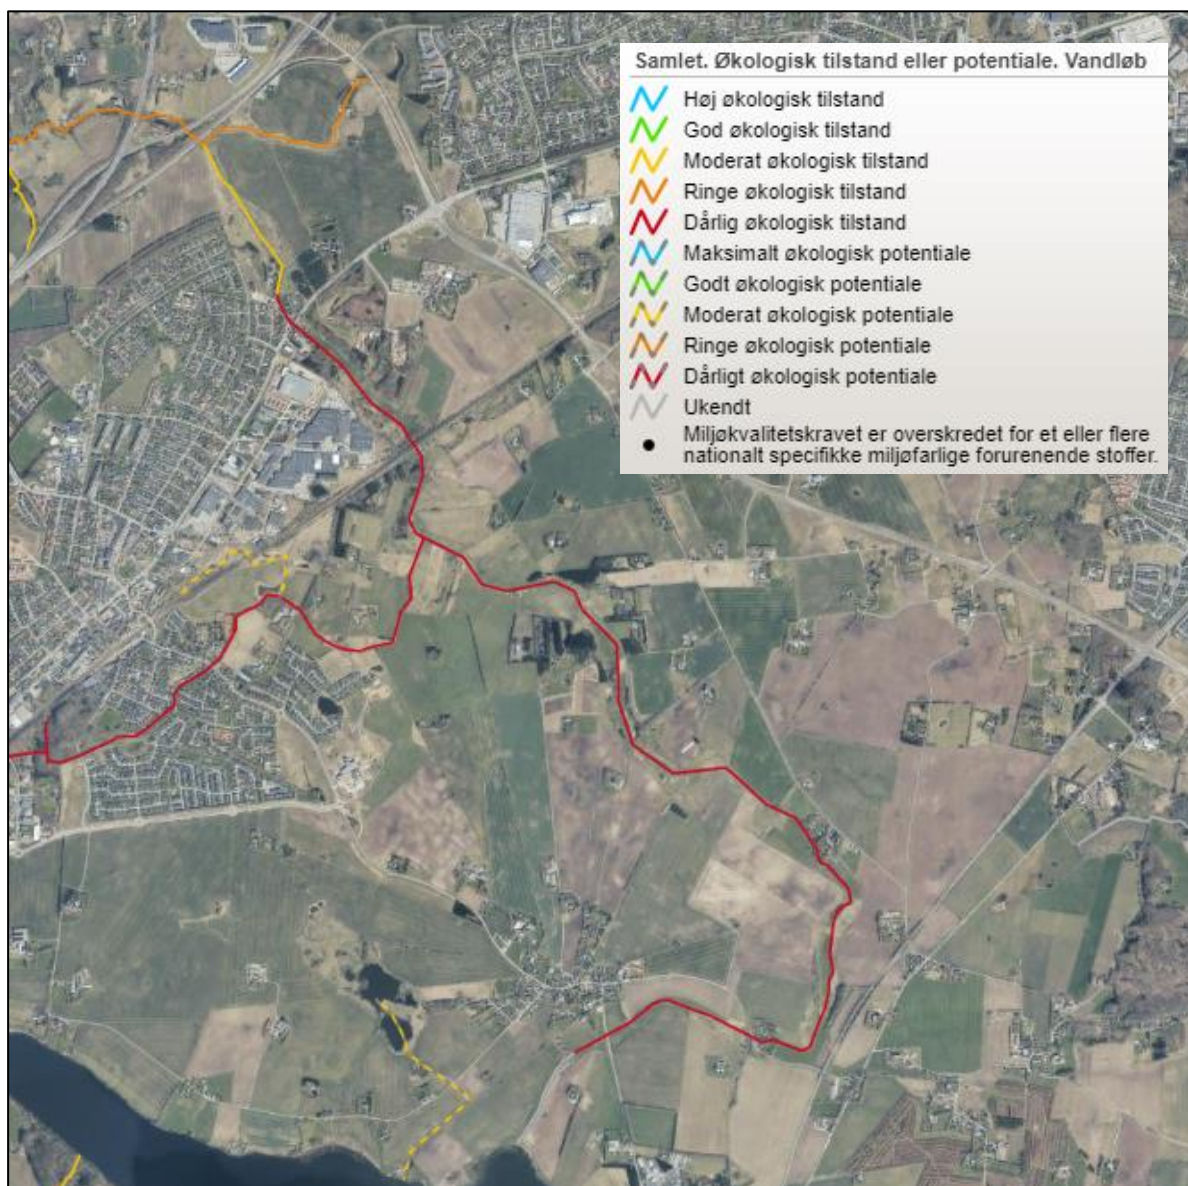 Samlet. Økologisk tilstand eller potentiale. Vandløb
Høj økologisk tilstand
God økologisk tilstand
Moderat økologisk tilstand
Ringe økologisk tilstand
Dårlig økologisk tilstand
Maksimalt økologisk potentiale
Godt økologisk potentiale
Moderat økologisk potentiale
Ringe økologisk potentiale
Dårligt økologisk potentiale
Ukendt
Miljøkvalitetskravet er overskredet for et eller flere
nationalt specifikke miljøfarlige forurenende stoffer.